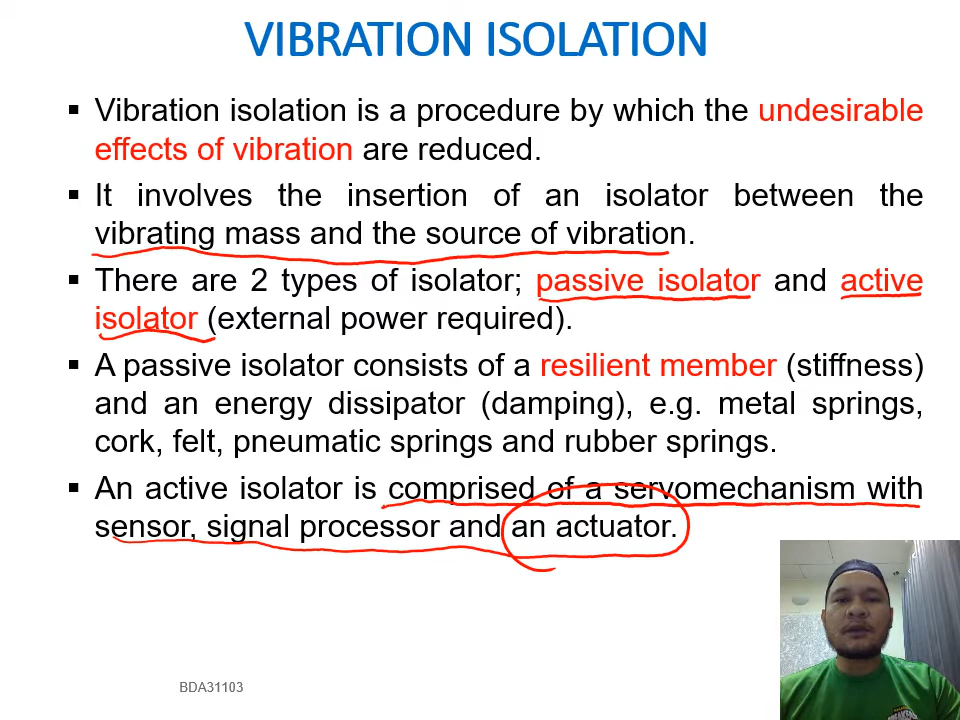 VIBRATION ISOLATION
▪ Vibration isolation is a procedure by which the undesirable
effects of vibration are reduced.
▪ It involves the insertion of an isolator between the
vibrating mass and the source of vibration.
▪ There are 2 types of isolator; passive isolator and active
isolator (external power required).
▪ A passive isolator consists of a resilient member (stiffness)
and an energy dissipator (damping), e.g. metal springs,
cork, felt, pneumatic springs and rubber springs.
▪ An active isolator is comprised of a servomechanism with
sensor, signal processor and an actuator.
BDA31103